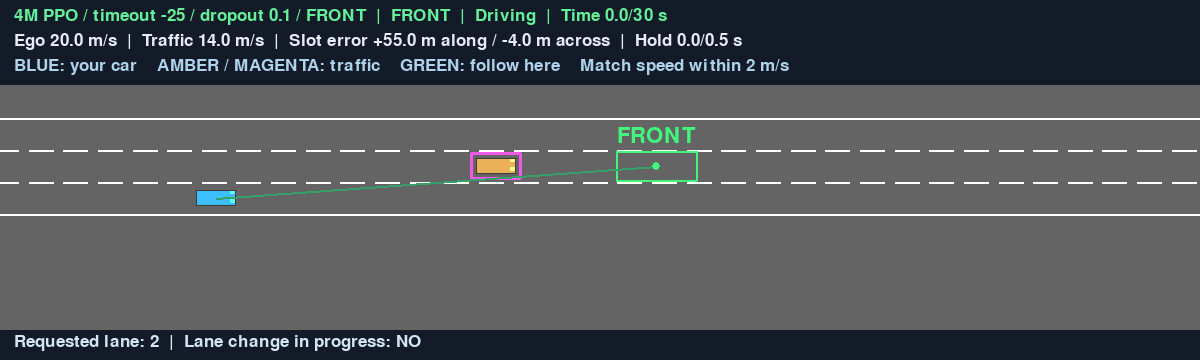 4M PPO / timeout -25 / dropout 0.1 / FRONT | FRONT | Driving | Time 0.0/30 s
Ego 20.0 m/s | Traffic 14.0 m/s | Slot error +55.0 m along / -4.0 m across | Hold 0.0/0.5 s
BLUE: your car AMBER / MAGENTA: traffic GREEN: follow here Match speed within 2 m/s
FRONT
Requested lane: 2 | Lane change in progress: NO